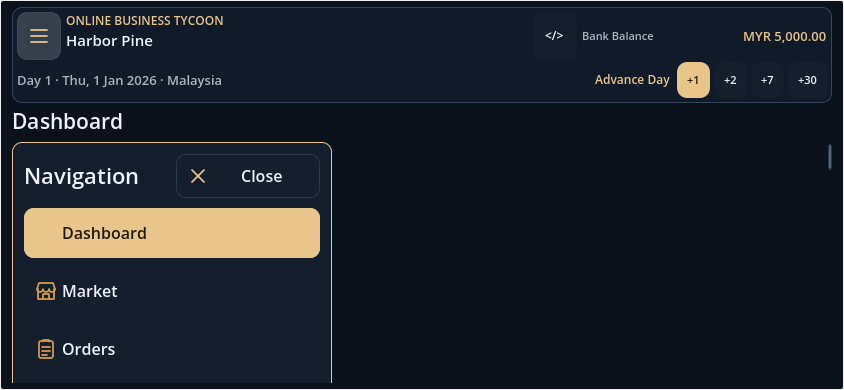 ONLINE BUSINESS TYCOON
Harbor Pine
</> Bank Balance MYR 5,000.00
Day 1 · Thu, 1 Jan 2026 · Malaysia
Advance Day +1 +2 +7 +30
Dashboard
Navigation
Close
Dashboard
Market
Orders